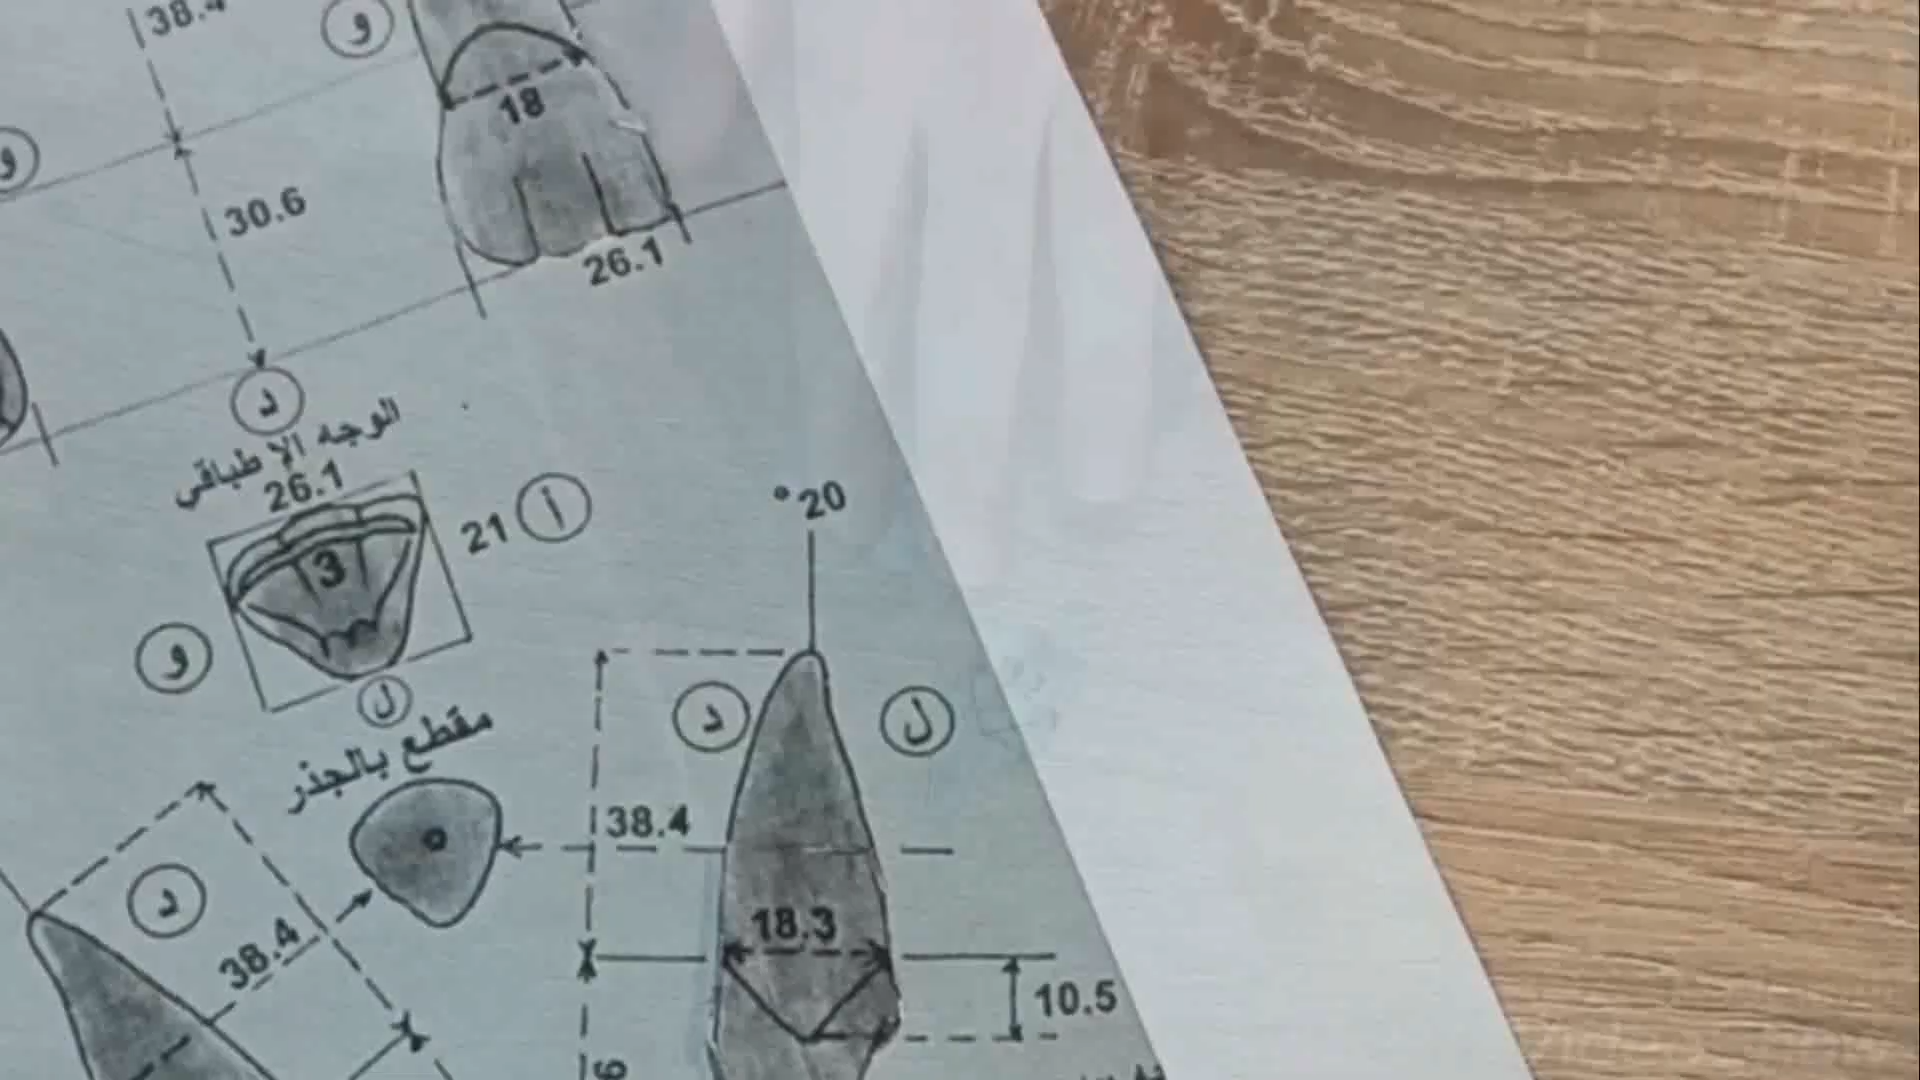 38.4
و
18
و
30.6
26.1
د
الوجه الاطباقي
26.1
21
أ
3
°20
و
ل
د
ل
مقطع بالجذر
38.4
د
18.3
38.4
10.5